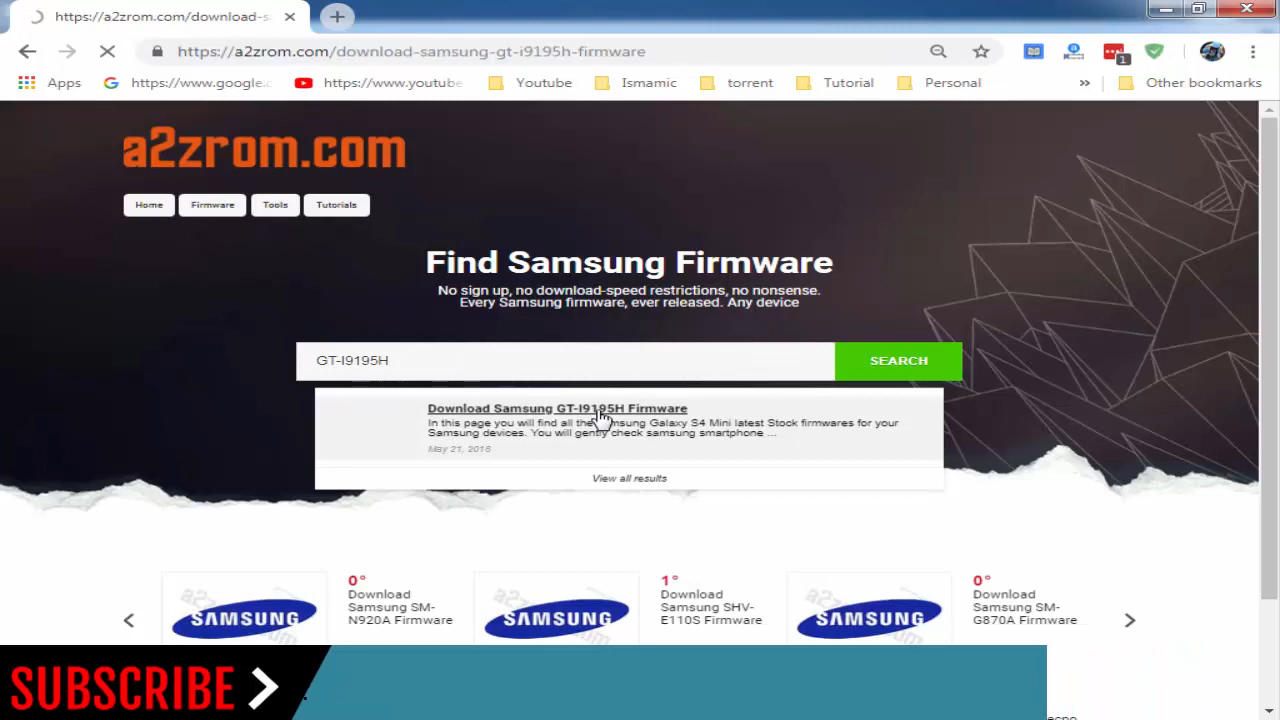 https://a2zrom.com/download-s
https://a2zrom.com/download-samsung-gt-i9195h-firmware
1
Apps
https://www.google.c
https://www.youtube
Youtube
Ismamic
torrent
Tutorial
Personal
»
Other bookmarks
a2zrom.com
Home
Firmware
Tools
Tutorials
Find Samsung Firmware
No sign up, no download-speed restrictions, no nonsense.
Every Samsung firmware, ever released. Any device
GT-I9195H
SEARCH
Download Samsung GT-I9195H Firmware
In this page you will find all the Samsung Galaxy S4 Mini latest Stock firmwares for your
Samsung devices. You will gently check samsung smartphone ...
May 21, 2016
View all results
SAMSUNG
0°
Download
Samsung SM-
N920A Firmware
SAMSUNG
1°
Download
Samsung SHV-
E110S Firmware
SAMSUNG
0°
Download
Samsung SM-
G870A Firmware
SUBSCRIBE